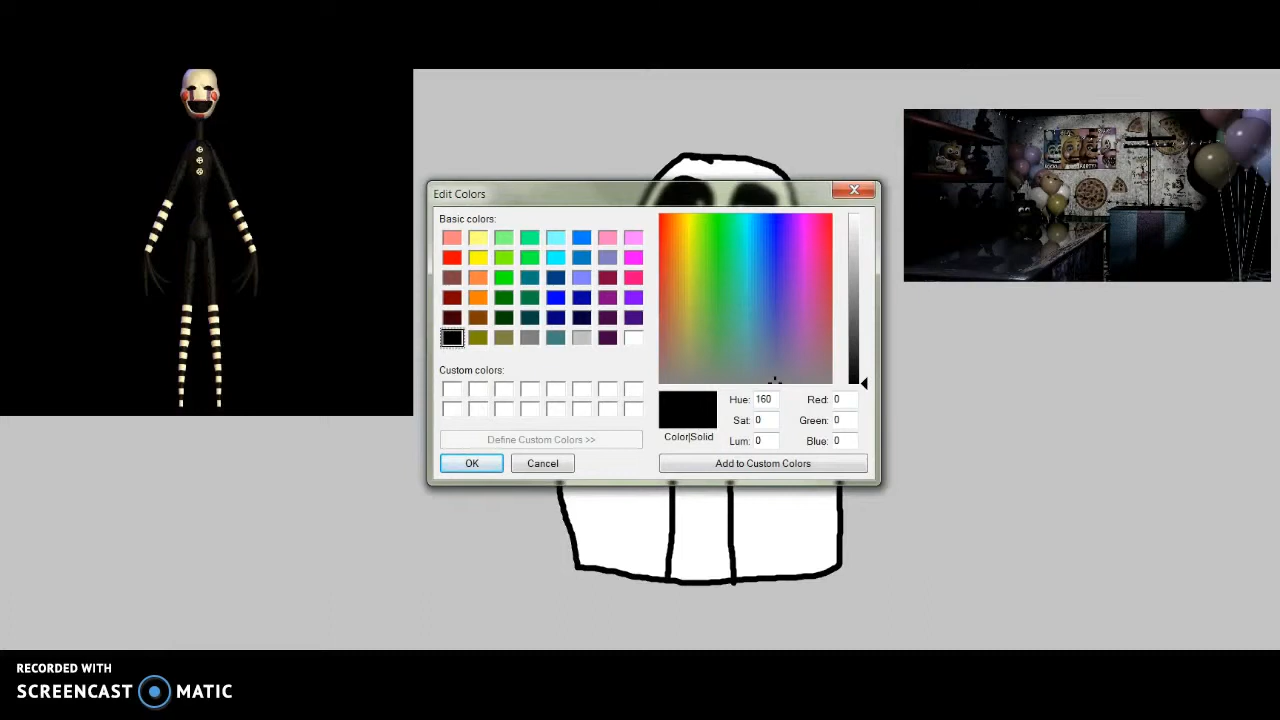 Edit Colors
Basic colors:
Custom colors:
Define Custom Colors >>
OK
Cancel
Color|Solid
Hue: 160
Sat: 0
Lum: 0
Red: 0
Green: 0
Blue: 0
Add to Custom Colors
RECORDED WITH
SCREENCAST MATIC